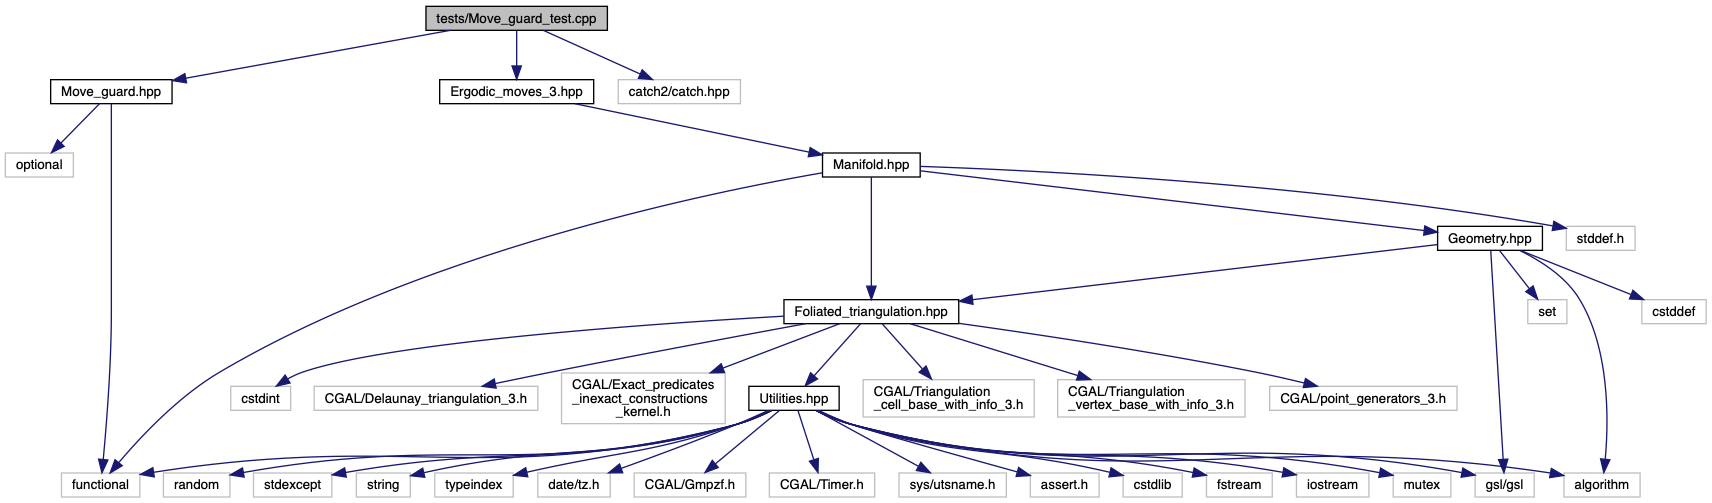 tests/Move_guard_test.cpp
Move_guard.hpp
Ergodic_moves_3.hpp
catch2/catch.hpp
optional
Manifold.hpp
Geometry.hpp
stddef.h
Foliated_triangulation.hpp
set
cstddef
cstdint
CGAL/Delaunay_triangulation_3.h
CGAL/Exact_predicates
_inexact_constructions
_kernel.h
Utilities.hpp
CGAL/Triangulation
_cell_base_with_info_3.h
CGAL/Triangulation
_vertex_base_with_info_3.h
CGAL/point_generators_3.h
functional
random
stdexcept
string
typeindex
date/tz.h
CGAL/Gmpzf.h
CGAL/Timer.h
sys/utsname.h
assert.h
cstdlib
fstream
iostream
mutex
gsl/gsl
algorithm